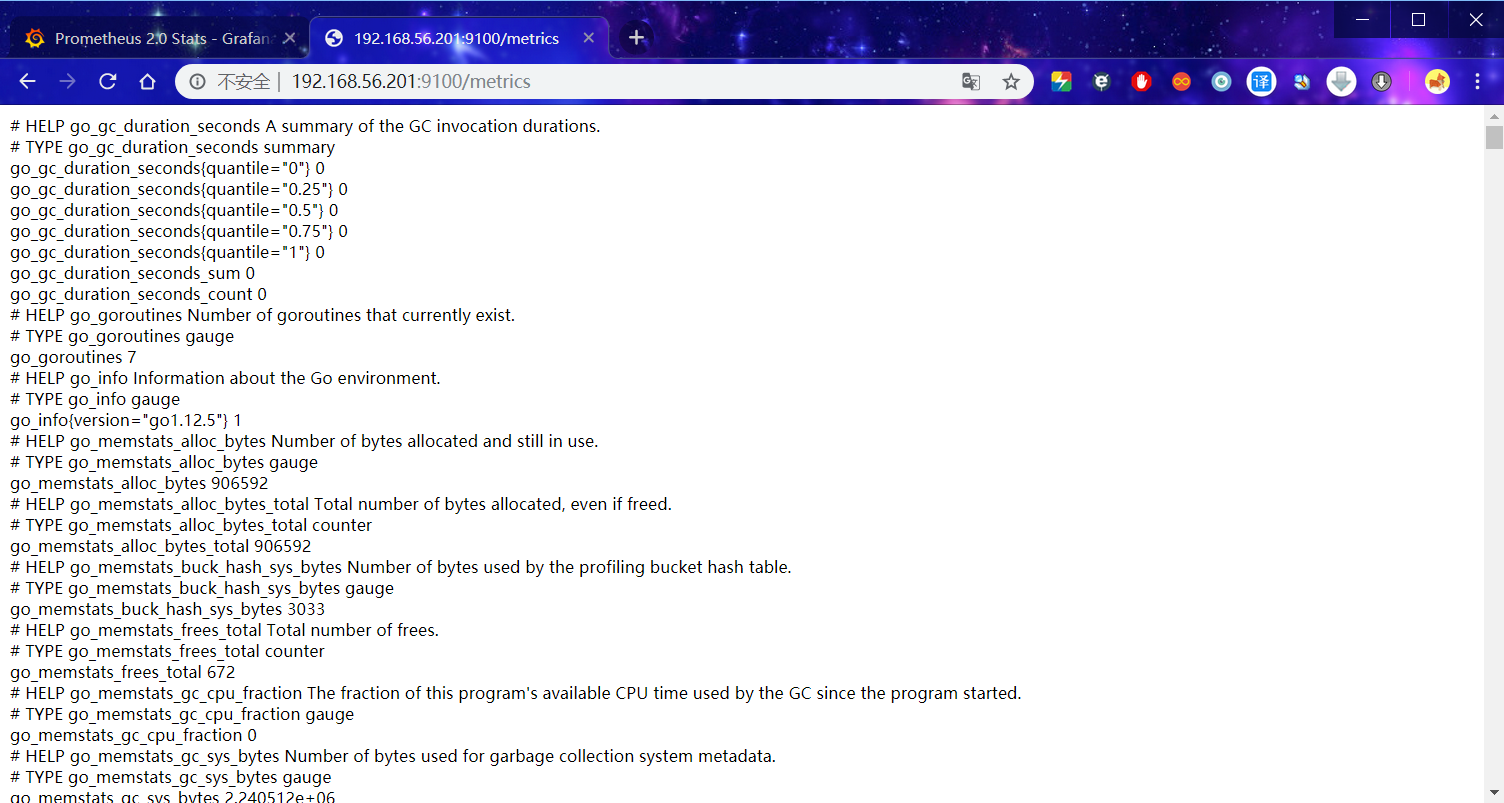 Prometheus 2.0 Stats - Grafan
192.168.56.201:9100/metrics
不安全 | 192.168.56.201:9100/metrics
译
# HELP go_gc_duration_seconds A summary of the GC invocation durations.
# TYPE go_gc_duration_seconds summary
go_gc_duration_seconds{quantile="0"} 0
go_gc_duration_seconds{quantile="0.25"} 0
go_gc_duration_seconds{quantile="0.5"} 0
go_gc_duration_seconds{quantile="0.75"} 0
go_gc_duration_seconds{quantile="1"} 0
go_gc_duration_seconds_sum 0
go_gc_duration_seconds_count 0
# HELP go_goroutines Number of goroutines that currently exist.
# TYPE go_goroutines gauge
go_goroutines 7
# HELP go_info Information about the Go environment.
# TYPE go_info gauge
go_info{version="go1.12.5"} 1
# HELP go_memstats_alloc_bytes Number of bytes allocated and still in use.
# TYPE go_memstats_alloc_bytes gauge
go_memstats_alloc_bytes 906592
# HELP go_memstats_alloc_bytes_total Total number of bytes allocated, even if freed.
# TYPE go_memstats_alloc_bytes_total counter
go_memstats_alloc_bytes_total 906592
# HELP go_memstats_buck_hash_sys_bytes Number of bytes used by the profiling bucket hash table.
# TYPE go_memstats_buck_hash_sys_bytes gauge
go_memstats_buck_hash_sys_bytes 3033
# HELP go_memstats_frees_total Total number of frees.
# TYPE go_memstats_frees_total counter
go_memstats_frees_total 672
# HELP go_memstats_gc_cpu_fraction The fraction of this program's available CPU time used by the GC since the program started.
# TYPE go_memstats_gc_cpu_fraction gauge
go_memstats_gc_cpu_fraction 0
# HELP go_memstats_gc_sys_bytes Number of bytes used for garbage collection system metadata.
# TYPE go_memstats_gc_sys_bytes gauge
go_memstats_gc_sys_bytes 2.240512e+06